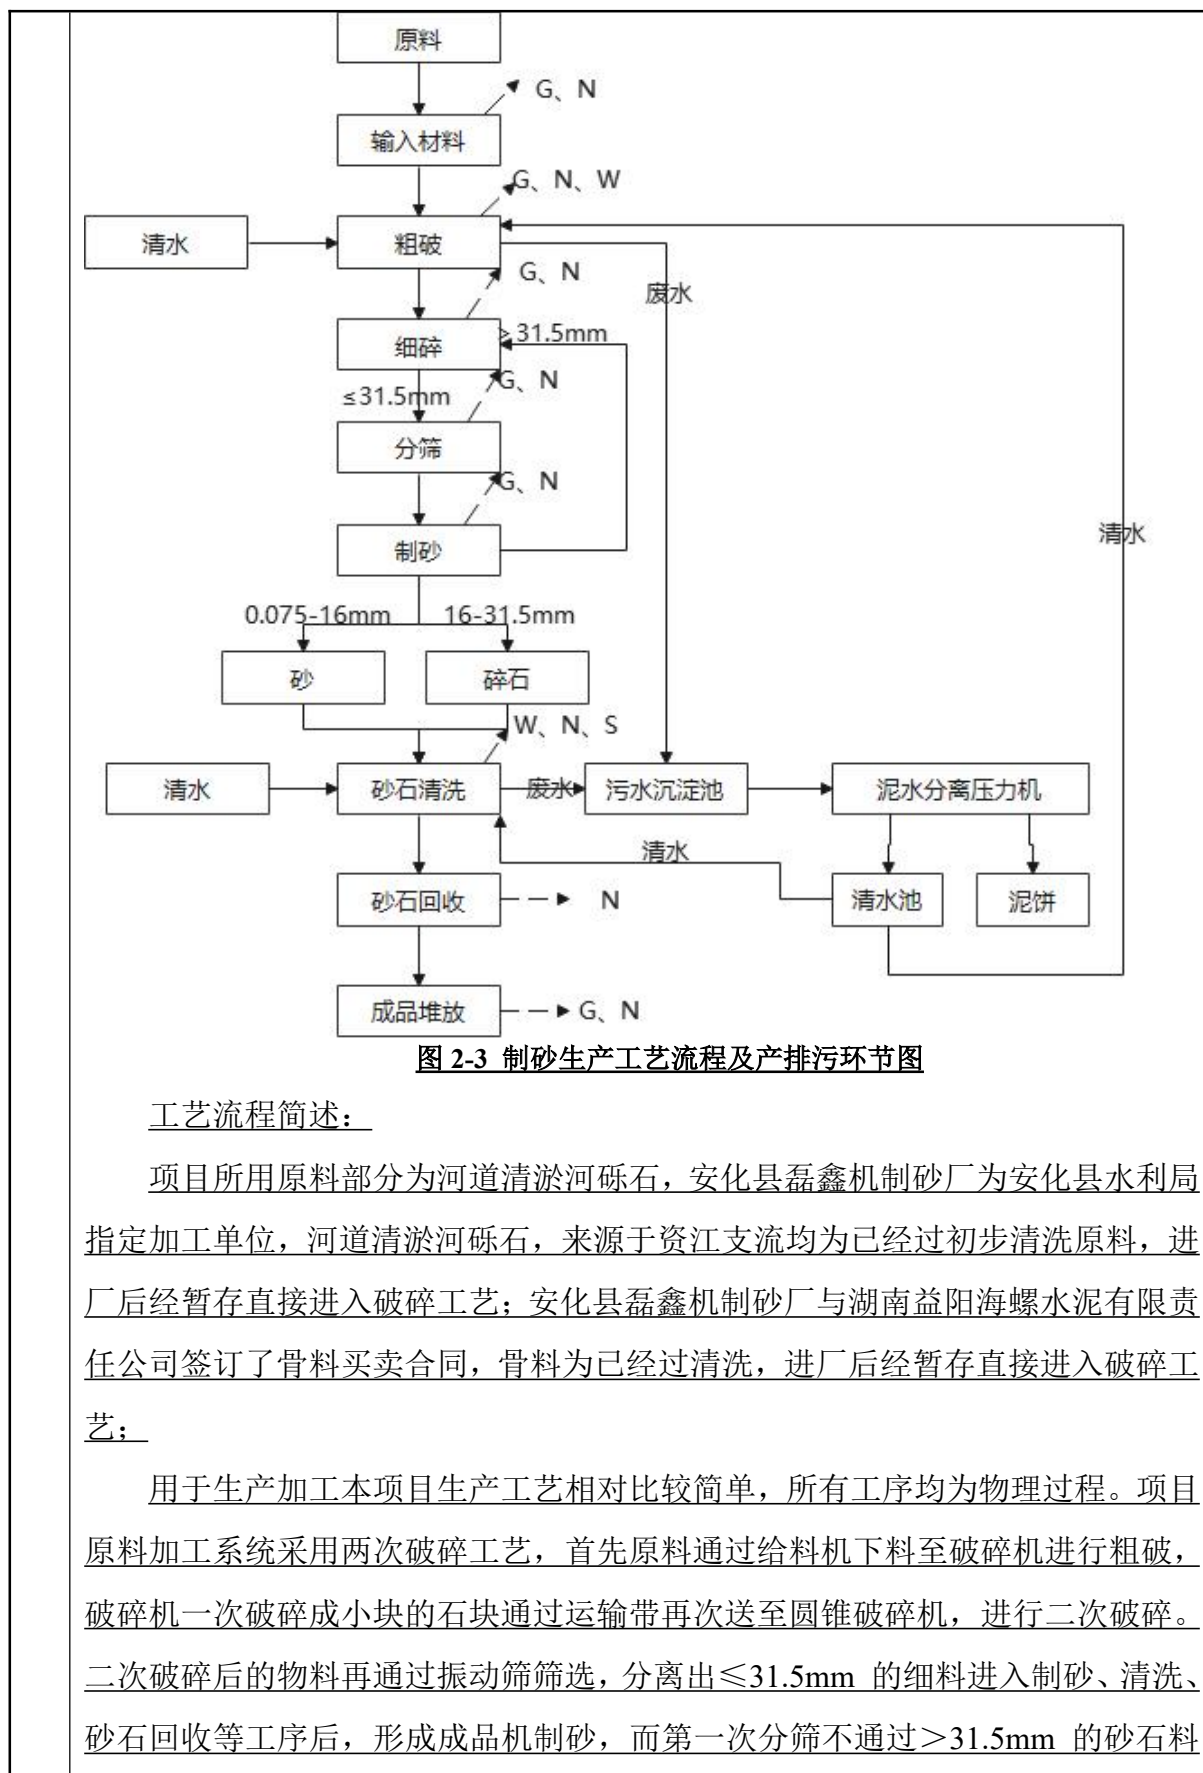 原料
G、N
输入材料
G、N、W
清水
粗破
G、N
废水
细碎
＞31.5mm
≤31.5mm
G、N
分筛
G、N
制砂
清水
0.075-16mm
16-31.5mm
砂
碎石
W、N、S
清水
砂石清洗
废水
污水沉淀池
泥水分离压力机
清水
砂石回收
N
清水池
泥饼
成品堆放
G、N
图 2-3 制砂生产工艺流程及产排污环节图
工艺流程简述：
项目所用原料部分为河道清淤河砾石，安化县磊鑫机制砂厂为安化县水利局
指定加工单位，河道清淤河砾石，来源于资江支流均为已经过初步清洗原料，进
厂后经暂存直接进入破碎工艺；安化县磊鑫机制砂厂与湖南益阳海螺水泥有限责
任公司签订了骨料买卖合同，骨料为已经过清洗，进厂后经暂存直接进入破碎工
艺；
用于生产加工本项目生产工艺相对比较简单，所有工序均为物理过程。项目
原料加工系统采用两次破碎工艺，首先原料通过给料机下料至破碎机进行粗破，
破碎机一次破碎成小块的石块通过运输带再次送至圆锥破碎机，进行二次破碎。
二次破碎后的物料再通过振动筛筛选，分离出≤31.5mm 的细料进入制砂、清洗、
砂石回收等工序后，形成成品机制砂，而第一次分筛不通过＞31.5mm 的砂石料